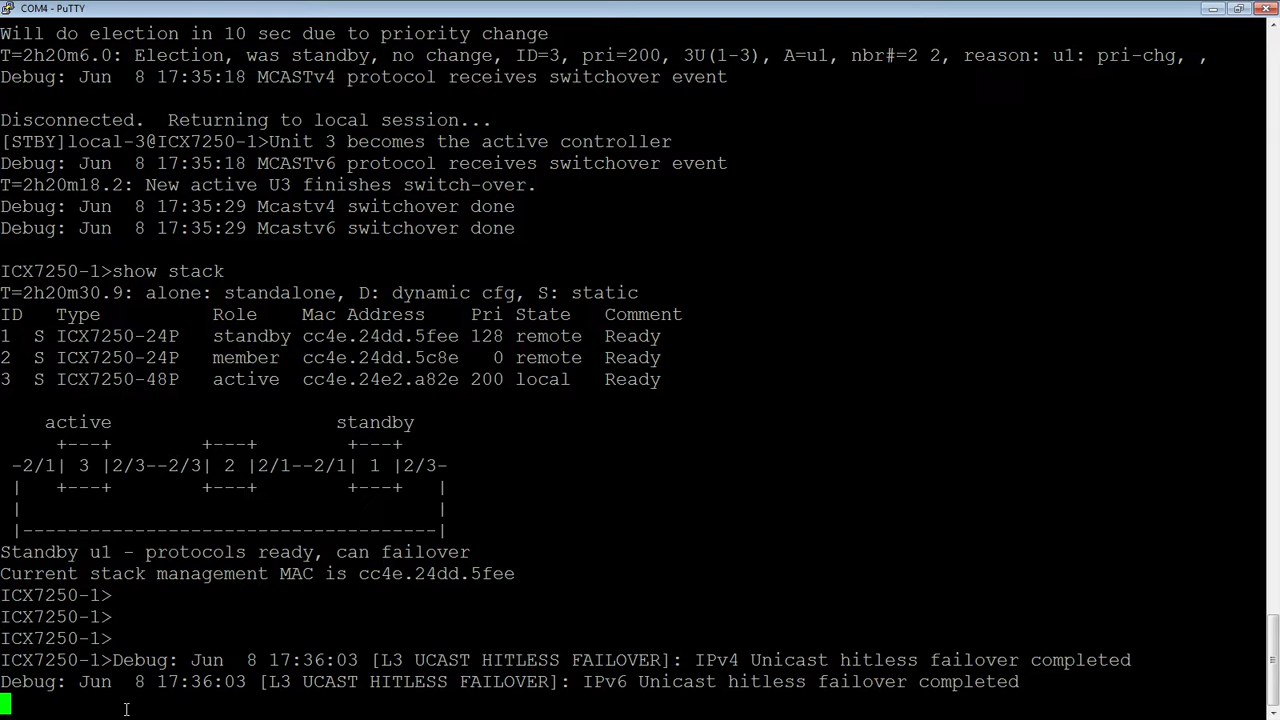 COM4 - PuTTY
Will do election in 10 sec due to priority change
T=2h20m6.0: Election, was standby, no change, ID=3, pri=200, 3U(1-3), A=u1, nbr#=2 2, reason: u1: pri-chg, ,
Debug: Jun  8 17:35:18 MCASTv4 protocol receives switchover event
Disconnected.  Returning to local session...
[STBY]local-3@ICX7250-1>Unit 3 becomes the active controller
Debug: Jun  8 17:35:18 MCASTv6 protocol receives switchover event
T=2h20m18.2: New active U3 finishes switch-over.
Debug: Jun  8 17:35:29 Mcastv4 switchover done
Debug: Jun  8 17:35:29 Mcastv6 switchover done
ICX7250-1>show stack
T=2h20m30.9: alone: standalone, D: dynamic cfg, S: static
ID   Type          Role      Mac Address    Pri State   Comment
1  S ICX7250-24P   standby cc4e.24dd.5fee 128 remote  Ready
2  S ICX7250-24P   member  cc4e.24dd.5c8e   0 remote  Ready
3  S ICX7250-48P   active  cc4e.24e2.a82e 200 local   Ready
    active                    standby
     +---+        +---+        +---+
 -2/1| 3 |2/3--2/3| 2 |2/1--2/1| 1 |2/3-
 |   +---+        +---+        +---+   |
 |                                     |
 |-------------------------------------|
Standby u1 - protocols ready, can failover
Current stack management MAC is cc4e.24dd.5fee
ICX7250-1>
ICX7250-1>
ICX7250-1>
ICX7250-1>Debug: Jun  8 17:36:03 [L3 UCAST HITLESS FAILOVER]: IPv4 Unicast hitless failover completed
Debug: Jun  8 17:36:03 [L3 UCAST HITLESS FAILOVER]: IPv6 Unicast hitless failover completed